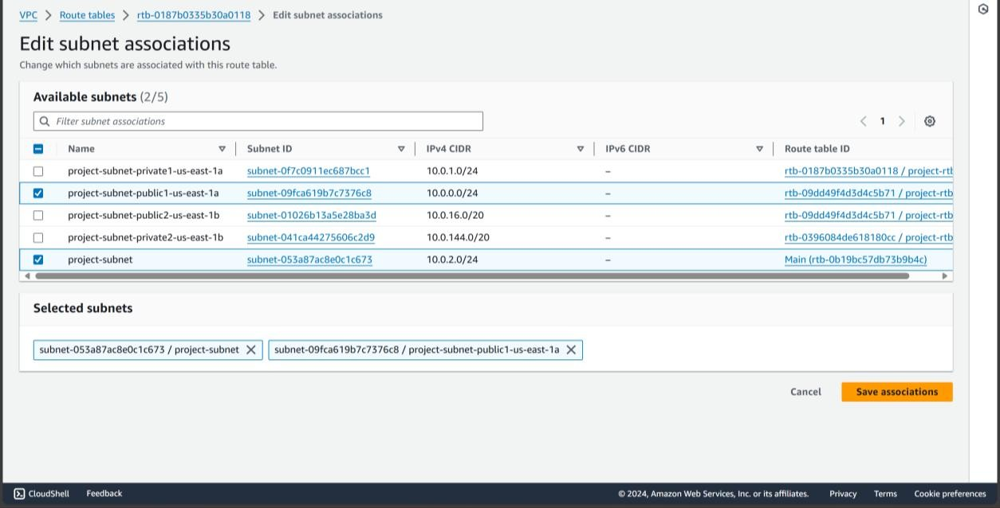 VPC > Route tables > rtb-0187b0335b30a0118 > Edit subnet associations
Edit subnet associations
Change which subnets are associated with this route table.
Available subnets (2/5)
Filter subnet associations
1
Name Subnet ID IPv4 CIDR IPv6 CIDR Route table ID
project-subnet-private1-us-east-1a subnet-0f7c0911ec687bcc1 10.0.1.0/24 – rtb-0187b0335b30a0118 / project-rtb
project-subnet-public1-us-east-1a subnet-09fca619b7c7376c8 10.0.0.0/24 – rtb-09dd49f4d3d4c5b71 / project-rtb
project-subnet-public2-us-east-1b subnet-01026b13a5e28ba3d 10.0.16.0/20 – rtb-09dd49f4d3d4c5b71 / project-rtb
project-subnet-private2-us-east-1b subnet-041ca44275606c2d9 10.0.144.0/20 – rtb-0396084de618180cc / project-rtb
project-subnet subnet-053a87ac8e0c1c673 10.0.2.0/24 – Main (rtb-0b19bc57db73b9b4c)
Selected subnets
subnet-053a87ac8e0c1c673 / project-subnet subnet-09fca619b7c7376c8 / project-subnet-public1-us-east-1a
Cancel Save associations
CloudShell Feedback © 2024, Amazon Web Services, Inc. or its affiliates. Privacy Terms Cookie preferences